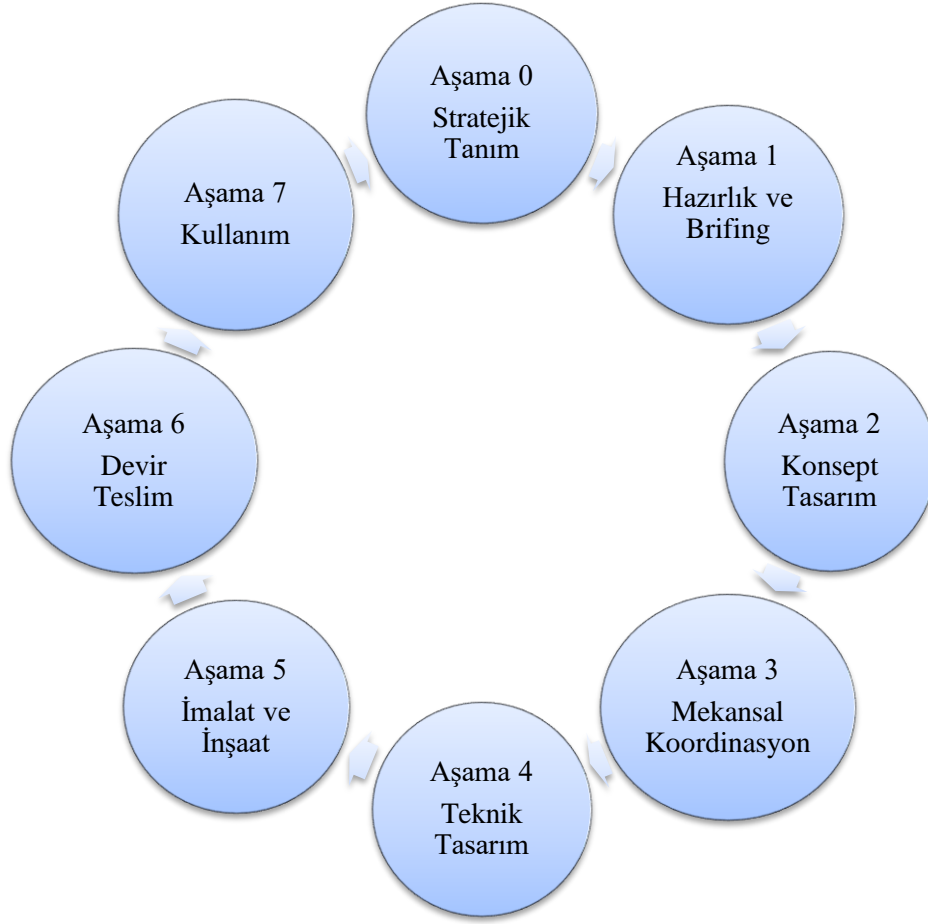 Aşama 0
Stratejik
Tanım
Aşama 1
Hazırlık ve
Brifing
Aşama 2
Konsept
Tasarım
Aşama 3
Mekansal
Koordinasyon
Aşama 4
Teknik
Tasarım
Aşama 5
İmalat ve
İnşaat
Aşama 6
Devir
Teslim
Aşama 7
Kullanım